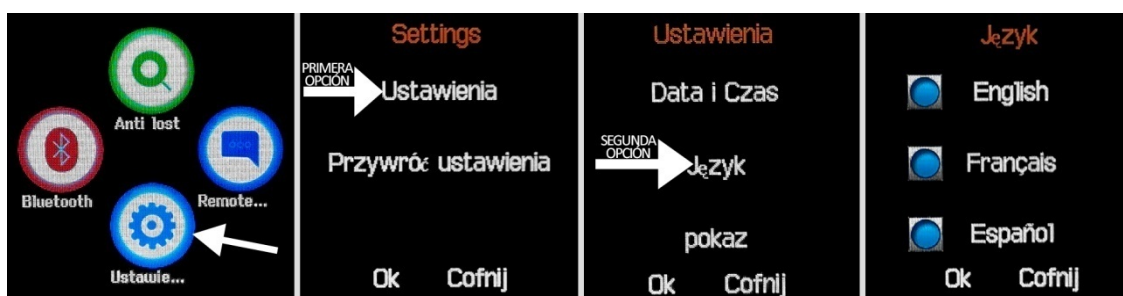 Anti lost
Bluetooth
Remote...
Ustawie...
Settings
PRIMERA
OPCIÓN
Ustawienia
Przywróć ustawienia
Ok Cofnij
Ustawienia
Data i Czas
SEGUNDA
OPCIÓN
Język
pokaz
Ok Cofnij
Język
English
Français
Español
Ok Cofnij